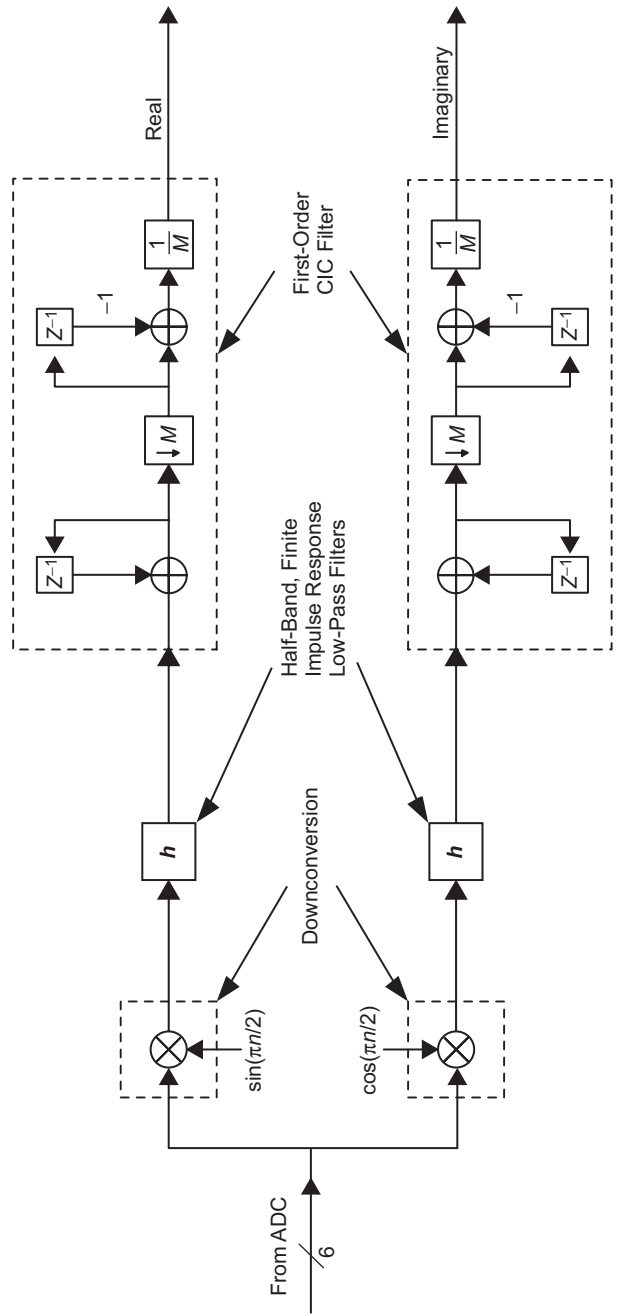 From ADC
6
sin(πn/2)
cos(πn/2)
Downconversion
h
h
Half-Band, Finite
Impulse Response
Low-Pass Filters
Z⁻¹
↓ M
Z⁻¹
−1
1/M
Real
First-Order
CIC Filter
Z⁻¹
↓ M
Z⁻¹
−1
1/M
Imaginary